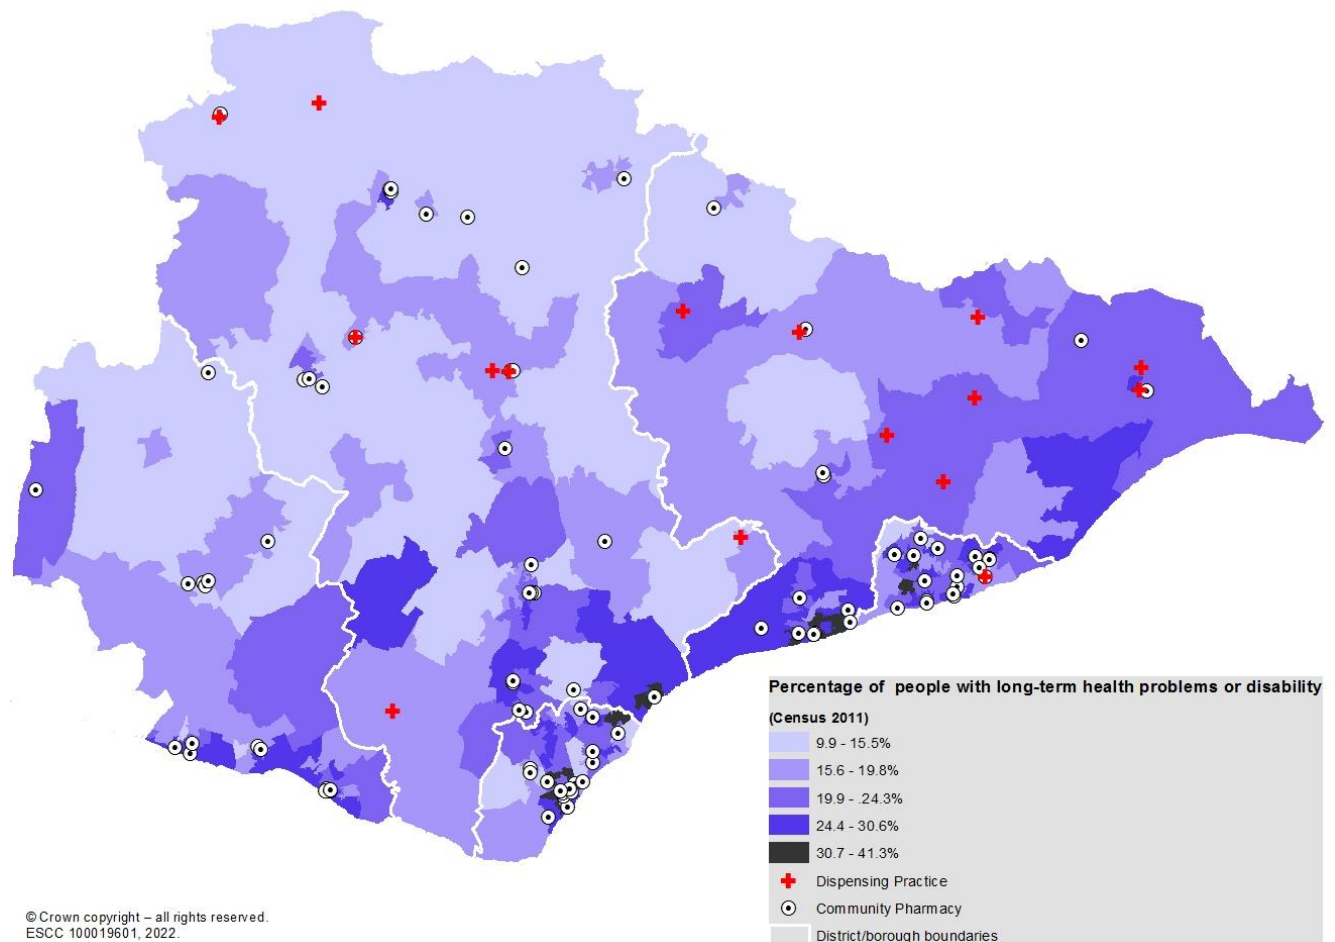 Percentage of people with long-term health problems or disability
(Census 2011)
9.9 - 15.5%
15.6 - 19.8%
19.9 - .24.3%
24.4 - 30.6%
30.7 - 41.3%
Dispensing Practice
Community Pharmacy
District/borough boundaries
© Crown copyright – all rights reserved.
ESCC 100019601, 2022.